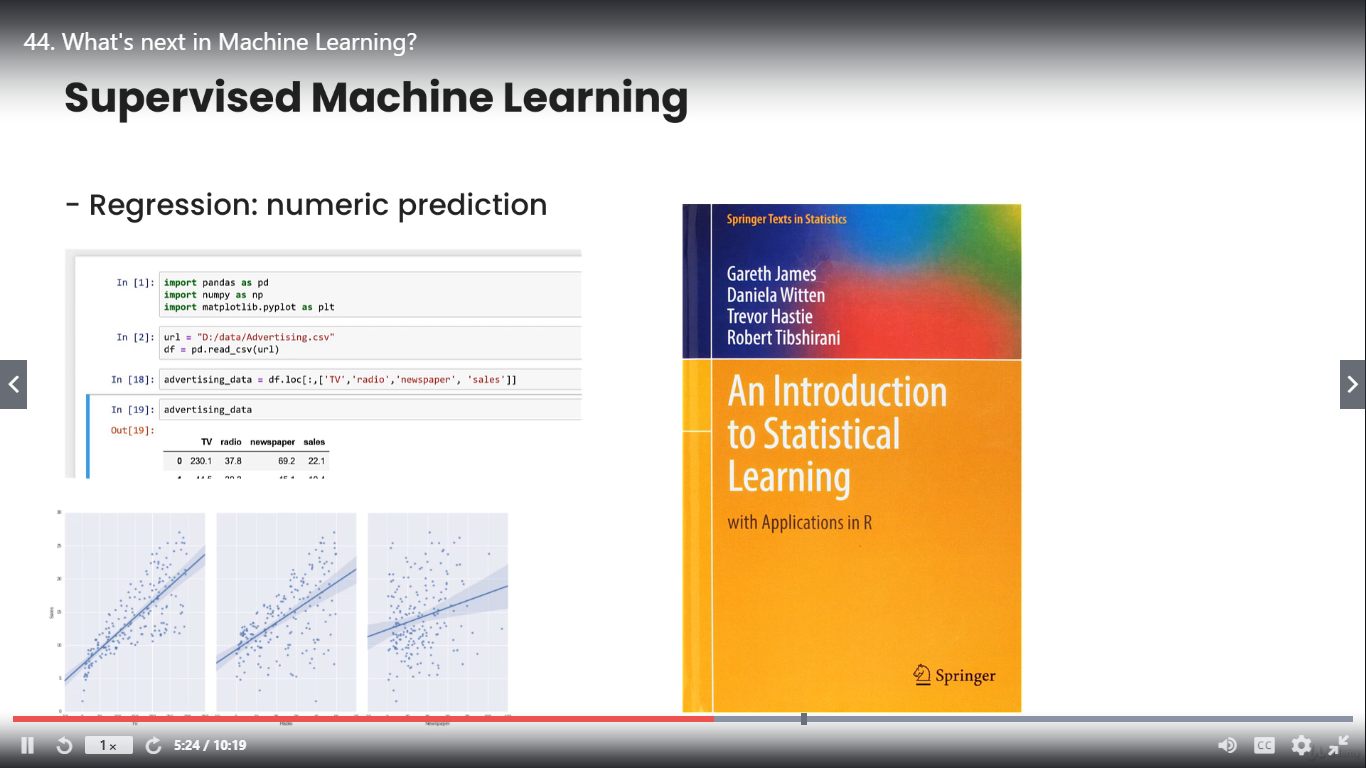 44. What's next in Machine Learning?
Supervised Machine Learning
- Regression: numeric prediction
In [1]: import pandas as pd
import numpy as np
import matplotlib.pyplot as plt
In [2]: url = "D:/data/Advertising.csv"
df = pd.read_csv(url)
In [18]: advertising_data = df.loc[:,['TV','radio','newspaper', 'sales']]
In [19]: advertising_data
Out[19]:
TV radio newspaper sales
0 230.1 37.8 69.2 22.1
Springer Texts in Statistics
Gareth James
Daniela Witten
Trevor Hastie
Robert Tibshirani
An Introduction
to Statistical
Learning
with Applications in R
Springer
1 x
5:24 / 10:19
CC